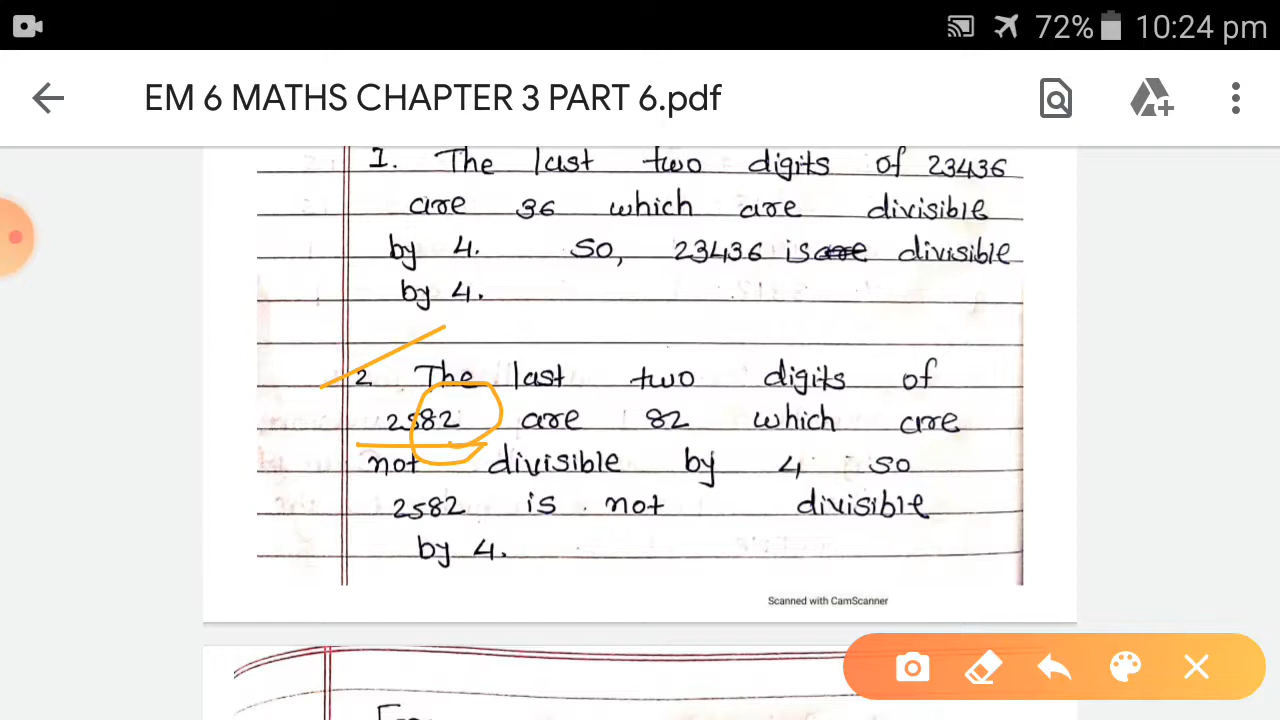 72% 10:24 pm
EM 6 MATHS CHAPTER 3 PART 6.pdf
1. The last two digits of 23436
are 36 which are divisible
by 4. So, 23436 is are divisible
by 4.
2 The last two digits of
2582 are 82 which are
not divisible by 4 so
2582 is not divisible
by 4.
Scanned with CamScanner